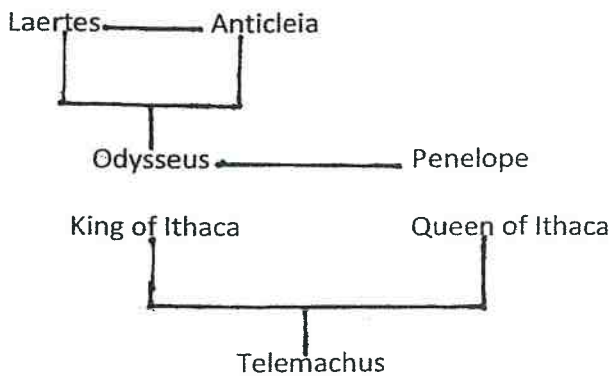 Laertes Anticleia
Odysseus Penelope
King of Ithaca Queen of Ithaca
Telemachus